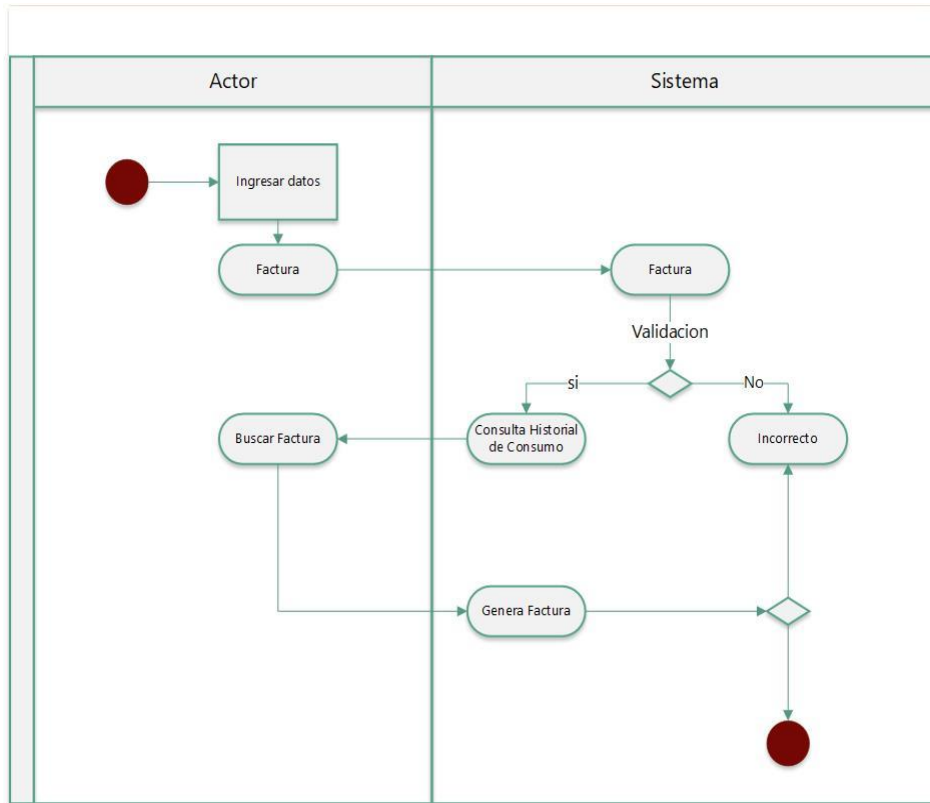 Actor
Sistema
Ingresar datos
Factura
Factura
Validacion
si
No
Buscar Factura
Consulta Historial
de Consumo
Incorrecto
Genera Factura